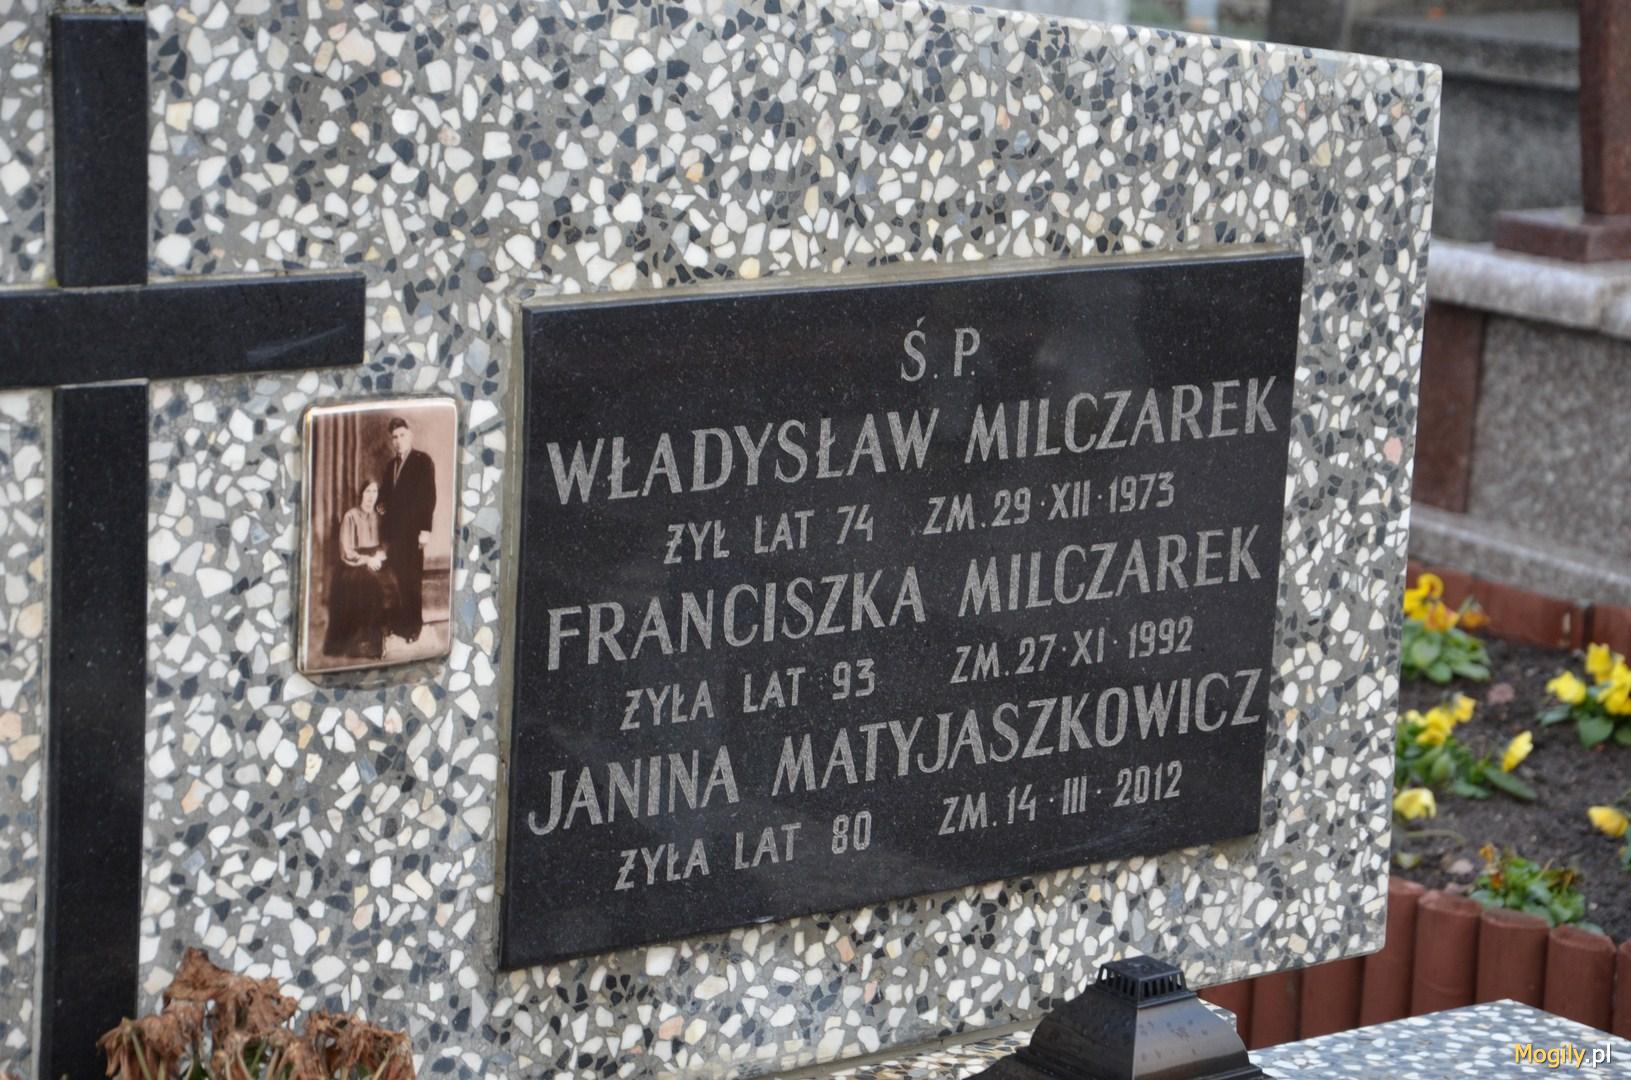 Ś. P.
WŁADYSŁAW MILCZAREK
ŻYŁ LAT 74 ZM. 29·XII·1973
FRANCISZKA MILCZAREK
ŻYŁA LAT 93 ZM. 27·XI·1992
JANINA MATYJASZKOWICZ
ŻYŁA LAT 80 ZM. 14·III·2012
Mogily.pl